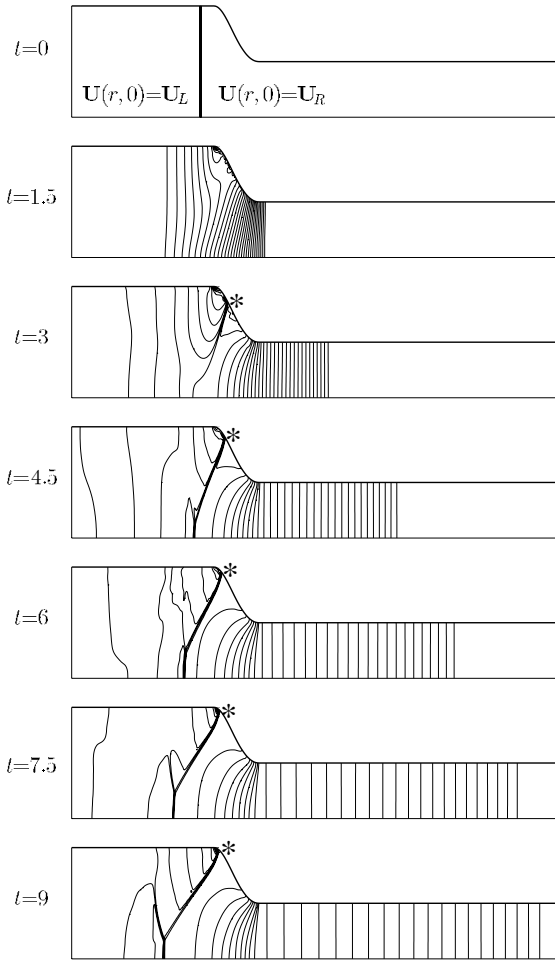 t=0
U(r, 0)=U_L U(r, 0)=U_R
t=1.5
t=3
*
t=4.5
*
t=6
*
t=7.5
*
t=9
*